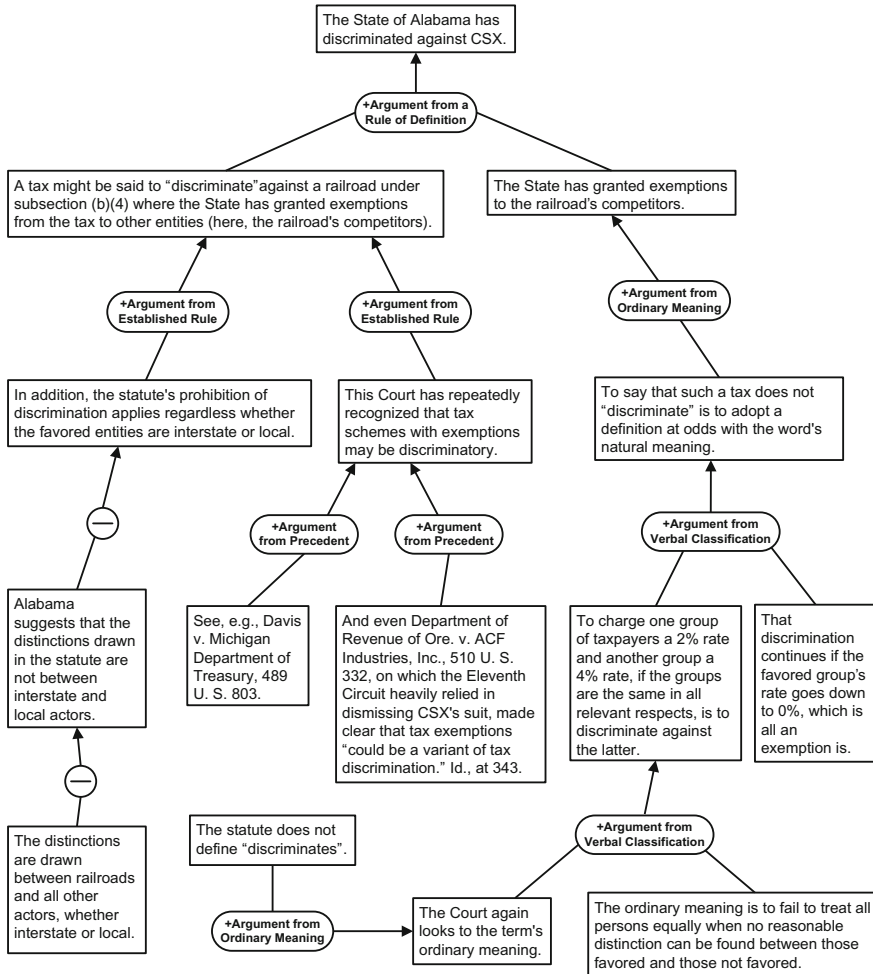 The State of Alabama has
discriminated against CSX.
+Argument from a
Rule of Definition
A tax might be said to “discriminate”against a railroad under
subsection (b)(4) where the State has granted exemptions
from the tax to other entities (here, the railroad's competitors).
The State has granted exemptions
to the railroad’s competitors.
+Argument from
Established Rule
+Argument from
Established Rule
+Argument from
Ordinary Meaning
In addition, the statute's prohibition of
discrimination applies regardless whether
the favored entities are interstate or local.
This Court has repeatedly
recognized that tax
schemes with exemptions
may be discriminatory.
To say that such a tax does not
“discriminate” is to adopt a
definition at odds with the word's
natural meaning.
+Argument
from Precedent
+Argument
from Precedent
+Argument from
Verbal Classification
Alabama
suggests that the
distinctions drawn
in the statute are
not between
interstate and
local actors.
See, e.g., Davis
v. Michigan
Department of
Treasury, 489
U. S. 803.
And even Department of
Revenue of Ore. v. ACF
Industries, Inc., 510 U. S.
332, on which the Eleventh
Circuit heavily relied in
dismissing CSX's suit, made
clear that tax exemptions
“could be a variant of tax
discrimination.” Id., at 343.
To charge one group
of taxpayers a 2% rate
and another group a
4% rate, if the groups
are the same in all
relevant respects, is to
discriminate against
the latter.
That
discrimination
continues if the
favored group’s
rate goes down
to 0%, which is
all an
exemption is.
The distinctions
are drawn
between railroads
and all other
actors, whether
interstate or local.
The statute does not
define “discriminates”.
+Argument from
Verbal Classification
+Argument from
Ordinary Meaning
The Court again
looks to the term's
ordinary meaning.
The ordinary meaning is to fail to treat all
persons equally when no reasonable
distinction can be found between those
favored and those not favored.